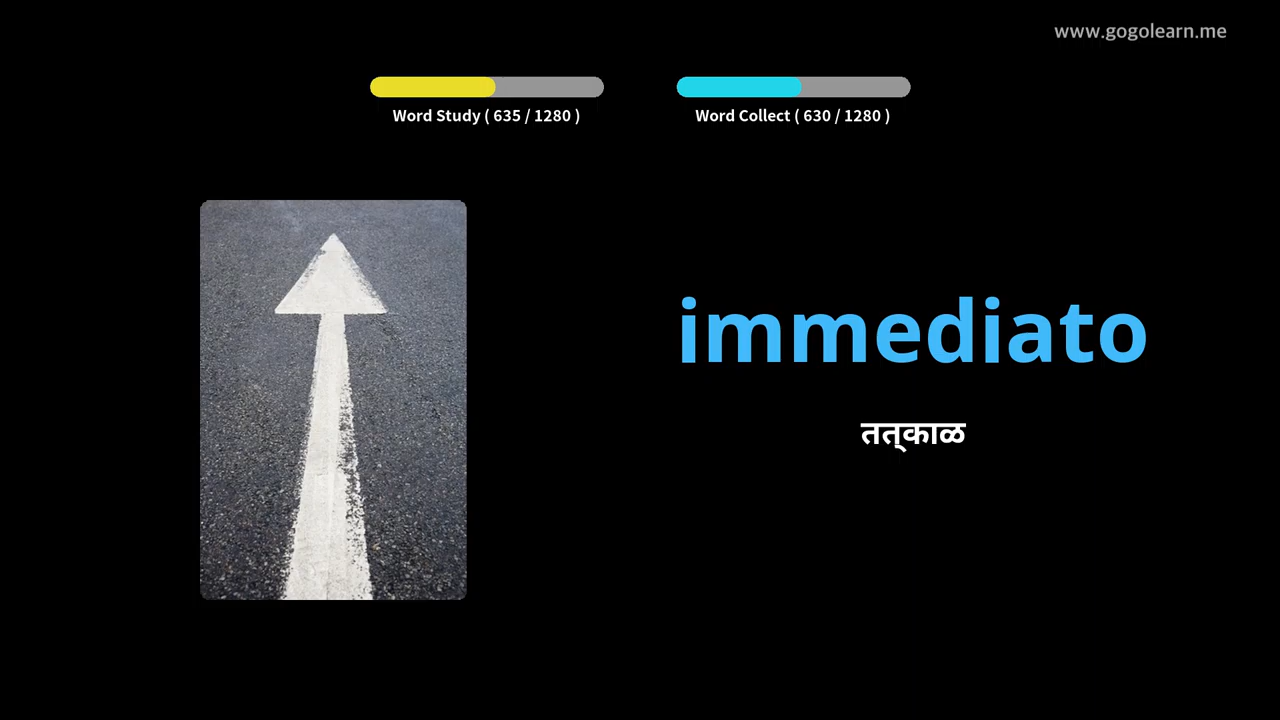 www.gogolearn.me
Word Study ( 635 / 1280 )
Word Collect ( 630 / 1280 )
immediato
तत्काळ